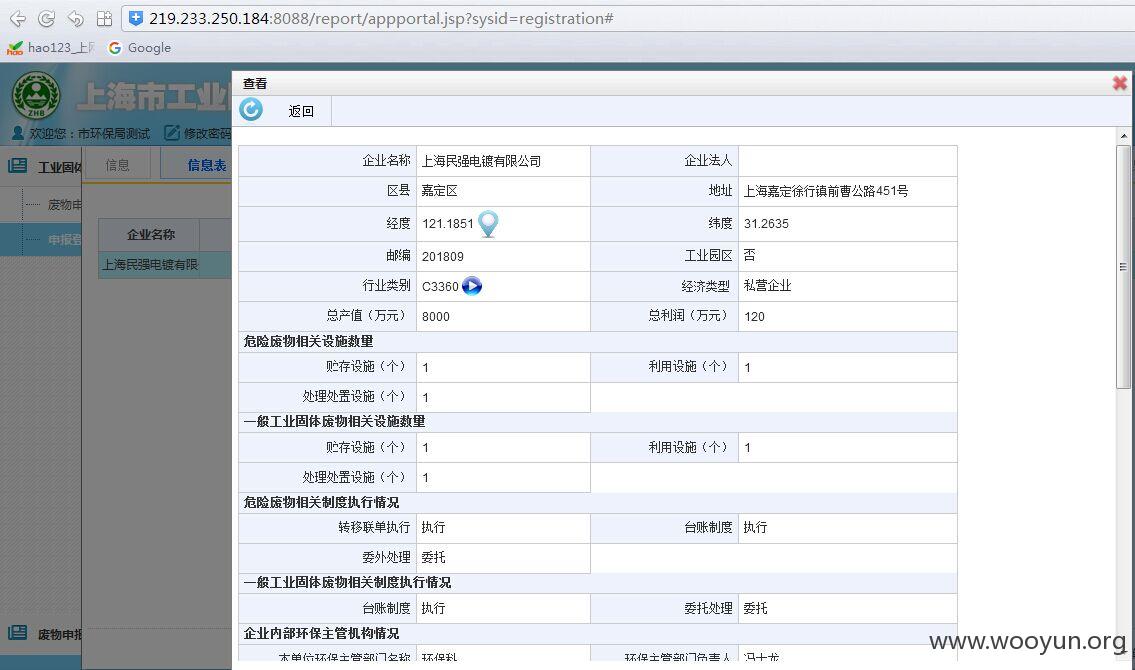 219.233.250.184:8088/report/appportal.jsp?sysid=registration#
hao123_上网 Google
上海市工业
ZHB
欢迎您：市环保局测试 修改密码
查看
返回
工业固体
信息 信息表
废物申
申报登
企业名称
上海民强电镀有限
废物申报
企业名称 上海民强电镀有限公司 企业法人
区县 嘉定区 地址 上海嘉定徐行镇前曹公路451号
经度 121.1851 纬度 31.2635
邮编 201809 工业园区 否
行业类别 C3360 经济类型 私营企业
总产值（万元） 8000 总利润（万元） 120
危险废物相关设施数量
贮存设施（个） 1 利用设施（个） 1
处理处置设施（个） 1
一般工业固体废物相关设施数量
贮存设施（个） 1 利用设施（个） 1
处理处置设施（个） 1
危险废物相关制度执行情况
转移联单执行 执行 台账制度 执行
委外处理 委托
一般工业固体废物相关制度执行情况
台账制度 执行 委托处理 委托
企业内部环保主管机构情况
本单位环保主管部门名称 环保科 环保主管部门负责人 冯士龙
www.wooyun.org